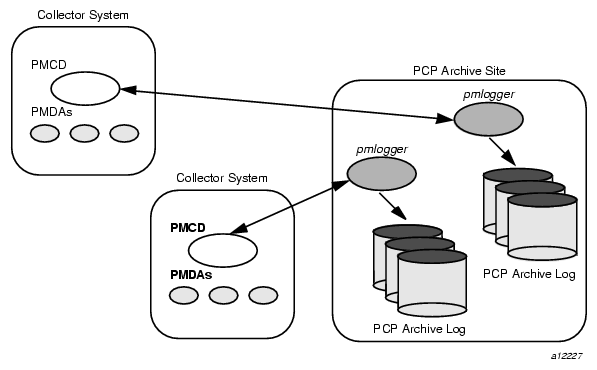 Collector System
PMCD
PMDAs
PCP Archive Site
pmlogger
pmlogger
Collector System
PMCD
PMDAs
PCP Archive Log
PCP Archive Log
a12227